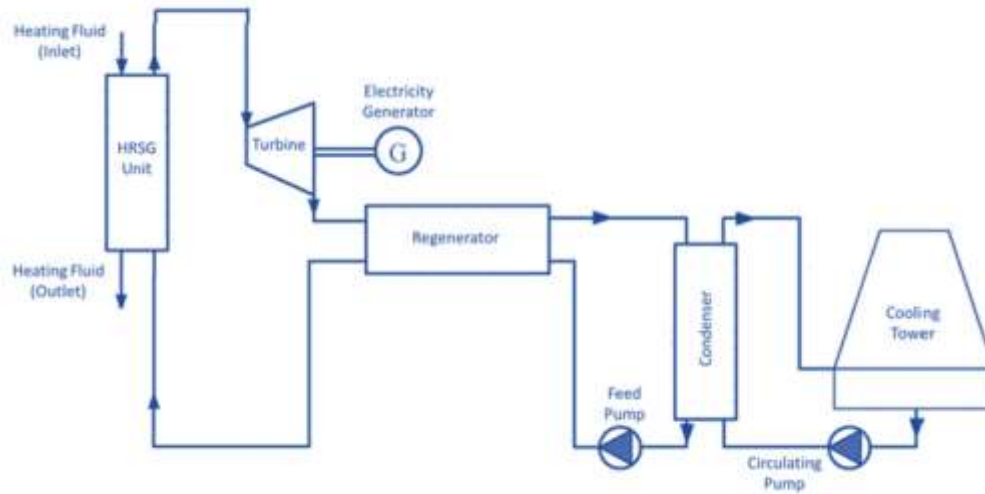 Heating Fluid
(Inlet)
HRSG
Unit
Heating Fluid
(Outlet)
Turbine
Electricity
Generator
G
Regenerator
Condenser
Cooling
Tower
Feed
Pump
Circulating
Pump